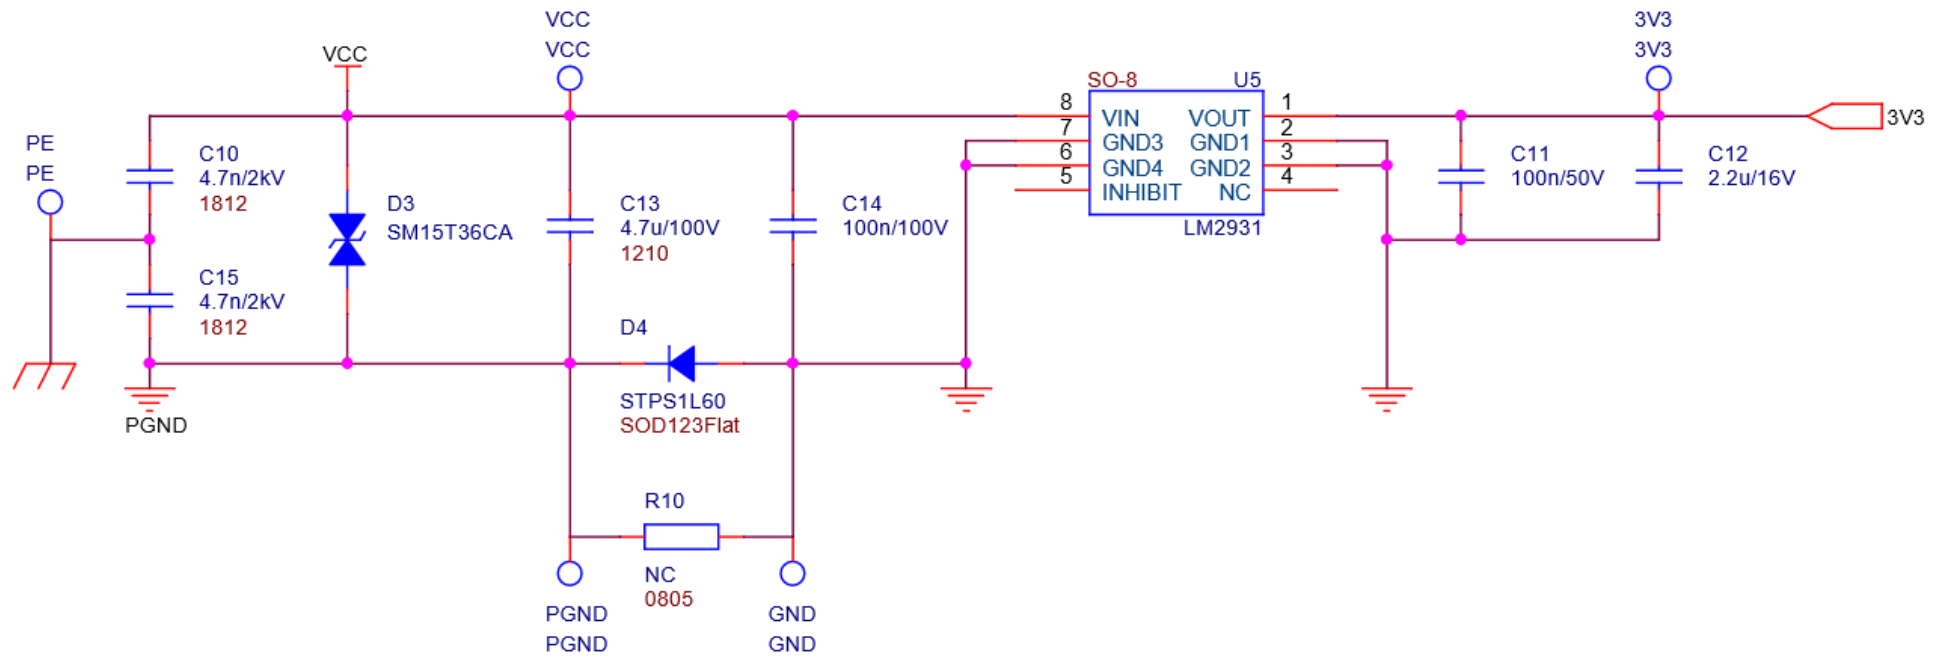 VCC
VCC
VCC
3V3
3V3
PE
PE
C10
4.7n/2kV
1812
C15
4.7n/2kV
1812
PGND
D3
SM15T36CA
C13
4.7u/100V
1210
C14
100n/100V
D4
STPS1L60
SOD123Flat
R10
NC
0805
PGND
PGND
GND
GND
SO-8
U5
8
VIN
VOUT
1
7
GND3
GND1
2
6
GND4
GND2
3
5
INHIBIT
NC
4
LM2931
C11
100n/50V
C12
2.2u/16V
3V3